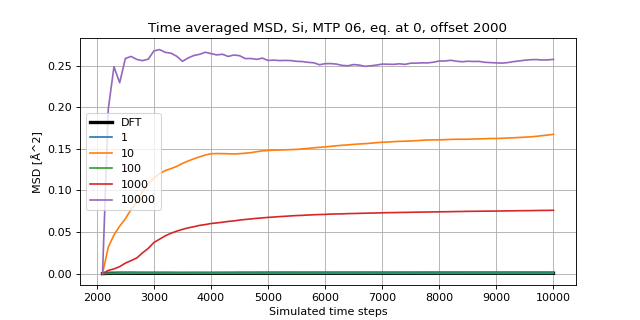 Time averaged MSD, Si, MTP 06, eq. at 0, offset 2000
MSD [Å^2]
0.25
0.20
0.15
0.10
0.05
0.00
DFT
1
10
100
1000
10000
2000 3000 4000 5000 6000 7000 8000 9000 10000
Simulated time steps